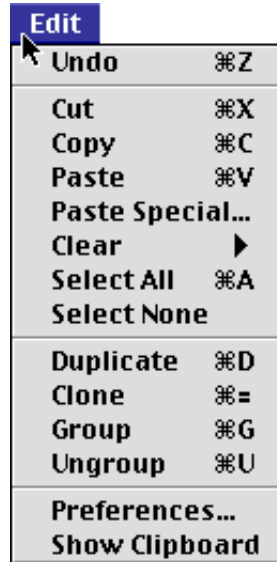 Edit
Undo ⌘Z
Cut ⌘X
Copy ⌘C
Paste ⌘V
Paste Special...
Clear ▶
Select All ⌘A
Select None
Duplicate ⌘D
Clone ⌘=
Group ⌘G
Ungroup ⌘U
Preferences...
Show Clipboard